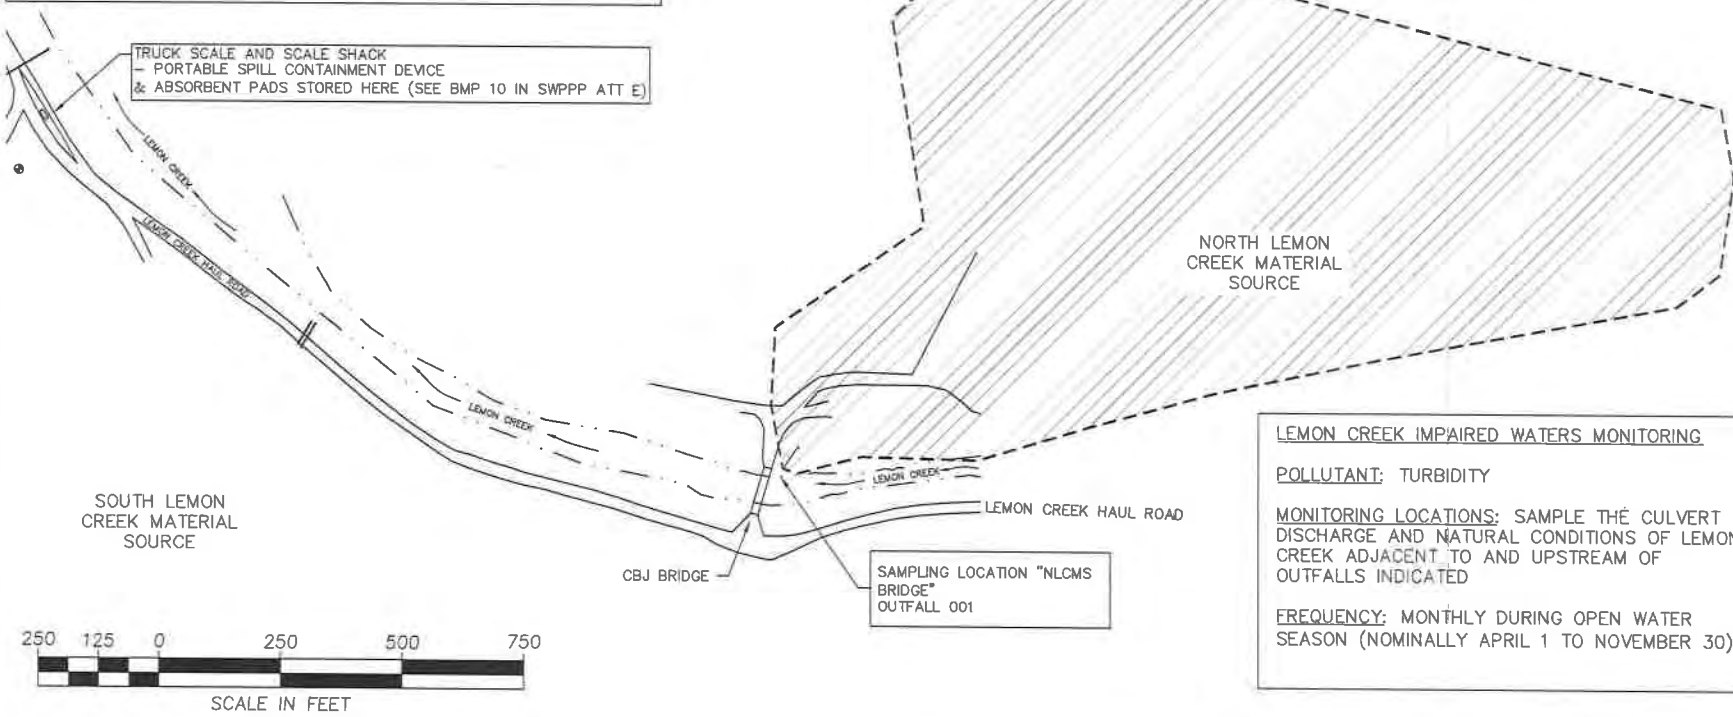 TRUCK SCALE AND SCALE SHACK
– PORTABLE SPILL CONTAINMENT DEVICE
& ABSORBENT PADS STORED HERE (SEE BMP 10 IN SWPPP ATT E)
LEMON CREEK
LEMON CREEK HAUL ROAD
NORTH LEMON
CREEK MATERIAL
SOURCE
LEMON CREEK
LEMON CREEK
LEMON CREEK HAUL ROAD
SOUTH LEMON
CREEK MATERIAL
SOURCE
CBJ BRIDGE
SAMPLING LOCATION "NLCMS
BRIDGE"
OUTFALL 001
LEMON CREEK IMPAIRED WATERS MONITORING
POLLUTANT: TURBIDITY
MONITORING LOCATIONS: SAMPLE THE CULVERT
DISCHARGE AND NATURAL CONDITIONS OF LEMON
CREEK ADJACENT TO AND UPSTREAM OF
OUTFALLS INDICATED
FREQUENCY: MONTHLY DURING OPEN WATER
SEASON (NOMINALLY APRIL 1 TO NOVEMBER 30)
250 125 0 250 500 750
SCALE IN FEET